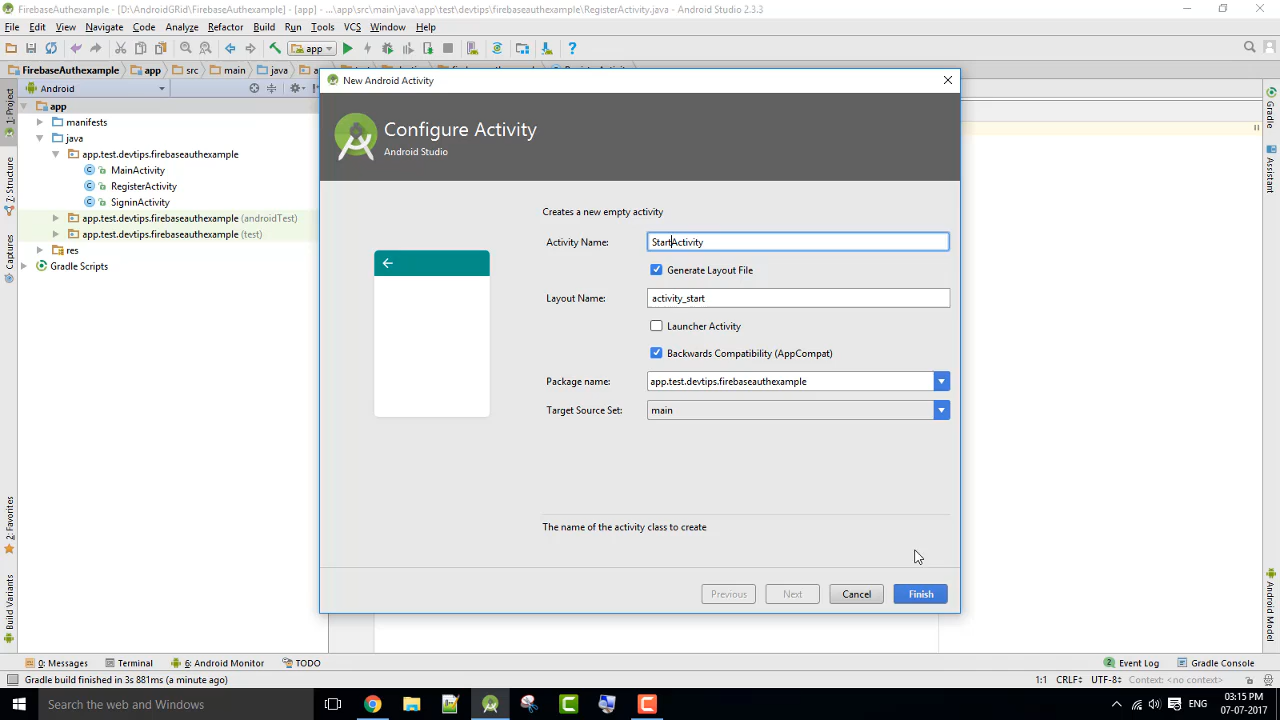 FirebaseAuthexample - [D:\AndroidGRid\FirebaseAuthexample] - [app] - ...\app\src\main\java\app\test\devtips\firebaseauthexample\RegisterActivity.java - Android Studio 2.3.3
File Edit View Navigate Code Analyze Refactor Build Run Tools VCS Window Help
app
FirebaseAuthexample app src main java
Android
1: Project
Z: Structure
Captures
2: Favorites
Build Variants
app
manifests
java
app.test.devtips.firebaseauthexample
MainActivity
RegisterActivity
SigninActivity
app.test.devtips.firebaseauthexample (androidTest)
app.test.devtips.firebaseauthexample (test)
res
Gradle Scripts
New Android Activity
Configure Activity
Android Studio
Creates a new empty activity
Activity Name: StartActivity
Generate Layout File
Layout Name: activity_start
Launcher Activity
Backwards Compatibility (AppCompat)
Package name: app.test.devtips.firebaseauthexample
Target Source Set: main
The name of the activity class to create
Previous Next Cancel Finish
Gradle
Assistant
Android Model
0: Messages Terminal 6: Android Monitor TODO Event Log Gradle Console
Gradle build finished in 3s 881ms (a minute ago) 1:1 CRLF÷ UTF-8÷ Context: <no context>
Search the web and Windows
ENG
03:15 PM
07-07-2017